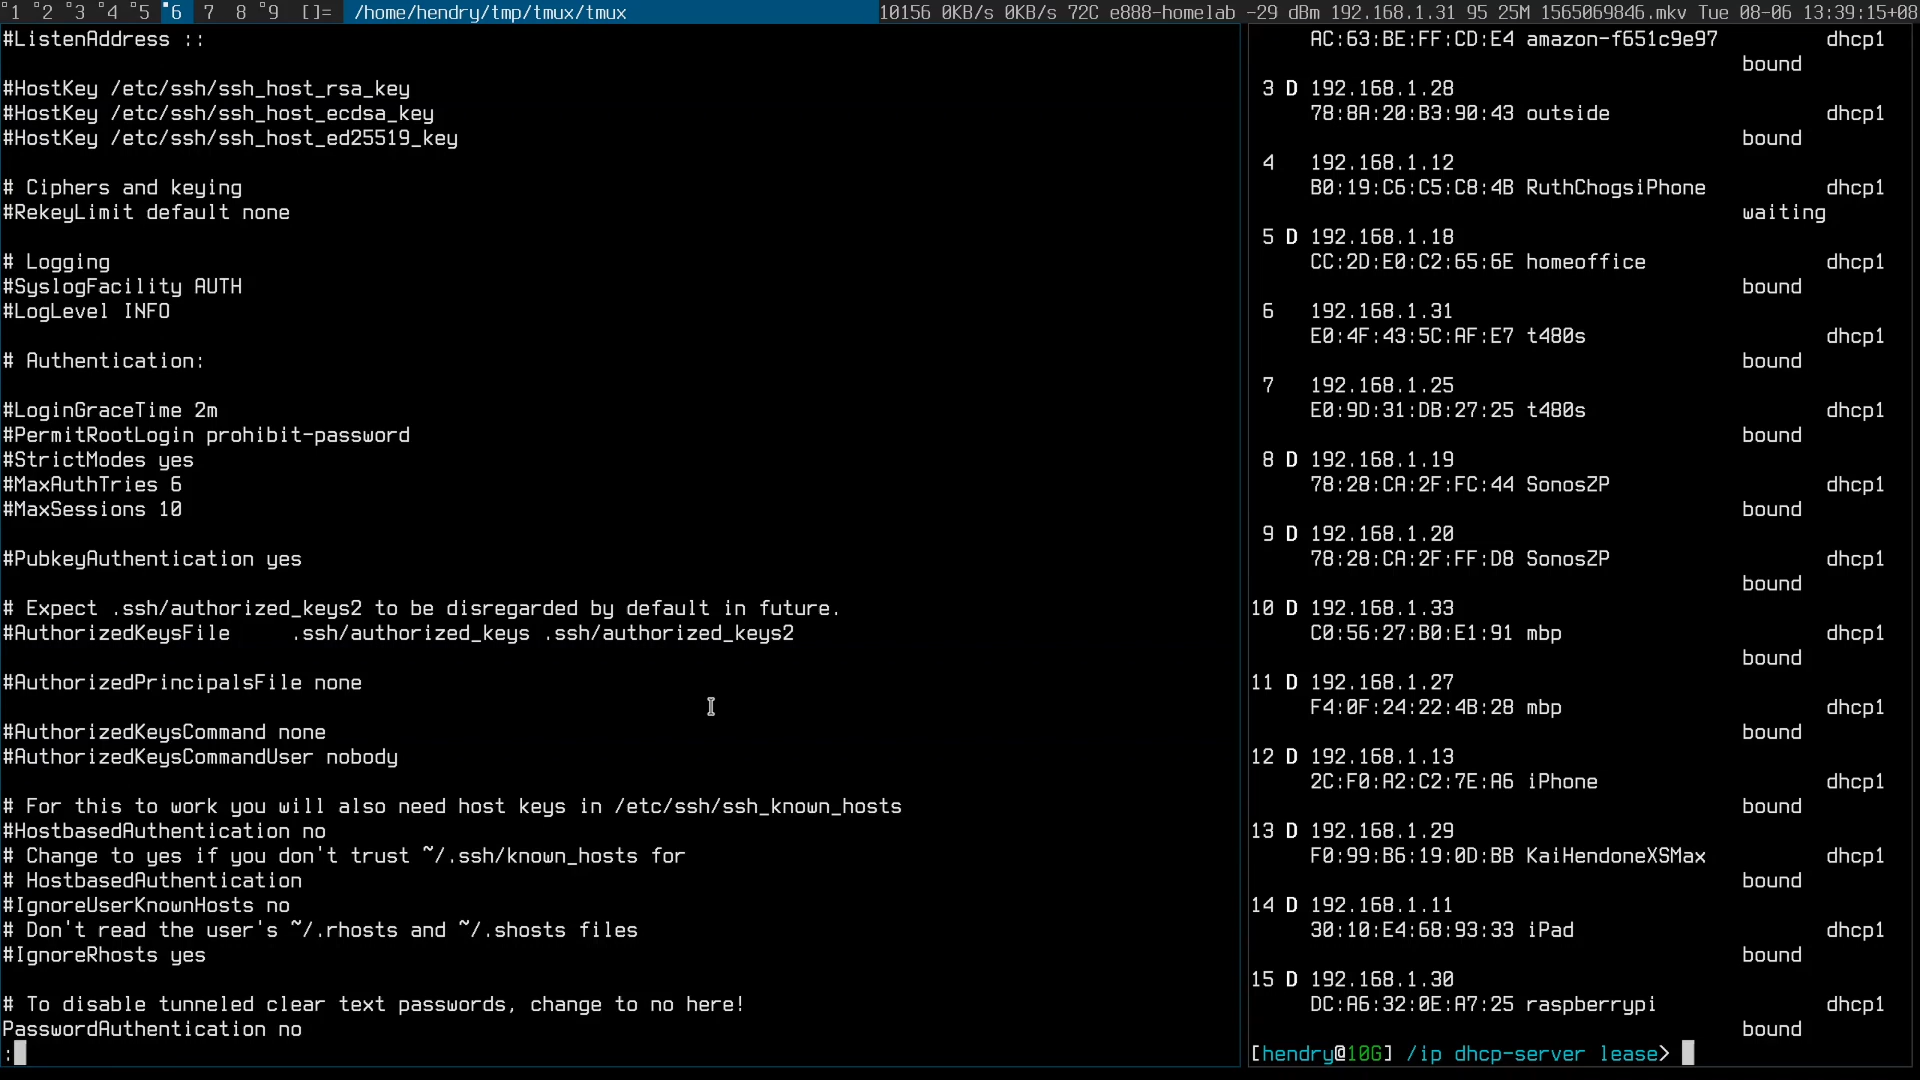 1 2 3 4 5 6 7 8 9 []= /home/hendry/tmp/tmux/tmux 10156 0KB/s 0KB/s 72C e888-homelab -29 dBm 192.168.1.31 95 25M 1565069846.mkv Tue 08-06 13:39:15+08
#ListenAddress ::
#HostKey /etc/ssh/ssh_host_rsa_key
#HostKey /etc/ssh/ssh_host_ecdsa_key
#HostKey /etc/ssh/ssh_host_ed25519_key
# Ciphers and keying
#RekeyLimit default none
# Logging
#SyslogFacility AUTH
#LogLevel INFO
# Authentication:
#LoginGraceTime 2m
#PermitRootLogin prohibit-password
#StrictModes yes
#MaxAuthTries 6
#MaxSessions 10
#PubkeyAuthentication yes
# Expect .ssh/authorized_keys2 to be disregarded by default in future.
#AuthorizedKeysFile     .ssh/authorized_keys .ssh/authorized_keys2
#AuthorizedPrincipalsFile none
#AuthorizedKeysCommand none
#AuthorizedKeysCommandUser nobody
# For this to work you will also need host keys in /etc/ssh/ssh_known_hosts
#HostbasedAuthentication no
# Change to yes if you don't trust ~/.ssh/known_hosts for
# HostbasedAuthentication
#IgnoreUserKnownHosts no
# Don't read the user's ~/.rhosts and ~/.shosts files
#IgnoreRhosts yes
# To disable tunneled clear text passwords, change to no here!
PasswordAuthentication no
:
AC:63:BE:FF:CD:E4 amazon-f651c9e97 dhcp1
bound
3 D 192.168.1.28
78:8A:20:B3:90:43 outside dhcp1
bound
4 192.168.1.12
B0:19:C6:C5:C8:4B RuthChogsiPhone dhcp1
waiting
5 D 192.168.1.18
CC:2D:E0:C2:65:6E homeoffice dhcp1
bound
6 192.168.1.31
E0:4F:43:5C:AF:E7 t480s dhcp1
bound
7 192.168.1.25
E0:9D:31:DB:27:25 t480s dhcp1
bound
8 D 192.168.1.19
78:28:CA:2F:FC:44 SonosZP dhcp1
bound
9 D 192.168.1.20
78:28:CA:2F:FF:D8 SonosZP dhcp1
bound
10 D 192.168.1.33
C0:56:27:B0:E1:91 mbp dhcp1
bound
11 D 192.168.1.27
F4:0F:24:22:4B:28 mbp dhcp1
bound
12 D 192.168.1.13
2C:F0:A2:C2:7E:A6 iPhone dhcp1
bound
13 D 192.168.1.29
F0:99:B6:19:0D:BB KaiHendoneXSMax dhcp1
bound
14 D 192.168.1.11
30:10:E4:68:93:33 iPad dhcp1
bound
15 D 192.168.1.30
DC:A6:32:0E:A7:25 raspberrypi dhcp1
bound
[hendry@10G] /ip dhcp-server lease>